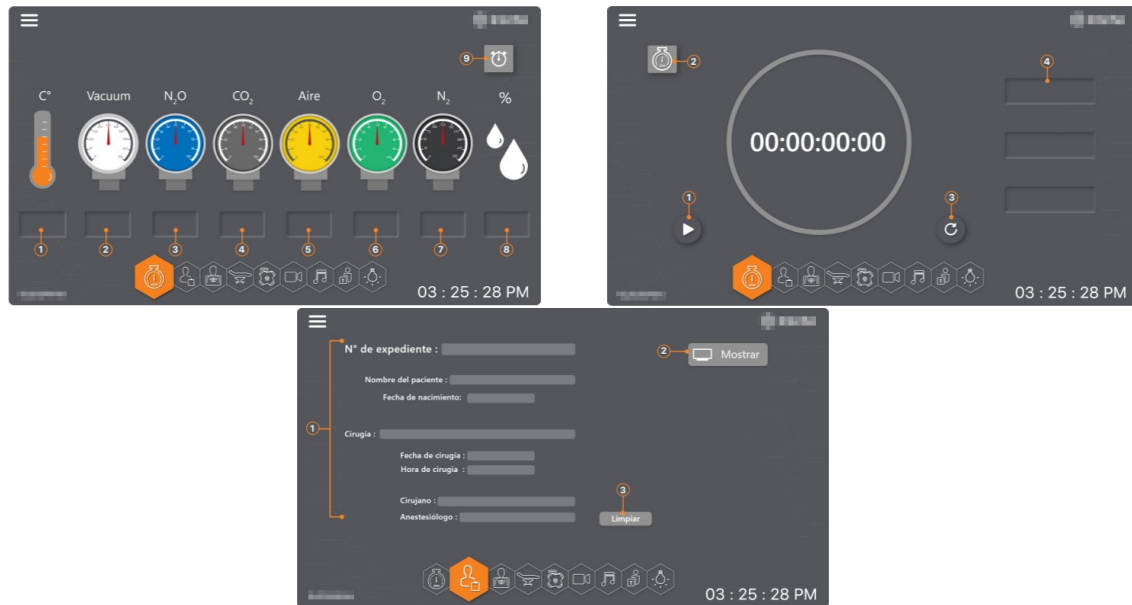 9
C° Vacuum N₂O CO₂ Aire O₂ N₂ %
1 2 3 4 5 6 7 8
03 : 25 : 28 PM
2 4
00:00:00:00
1 3
03 : 25 : 28 PM
N° de expediente :
2 Mostrar
Nombre del paciente :
Fecha de nacimiento:
1
Cirugía :
Fecha de cirugía :
Hora de cirugía :
3
Cirujano :
Anestesiólogo :
Limpiar
03 : 25 : 28 PM